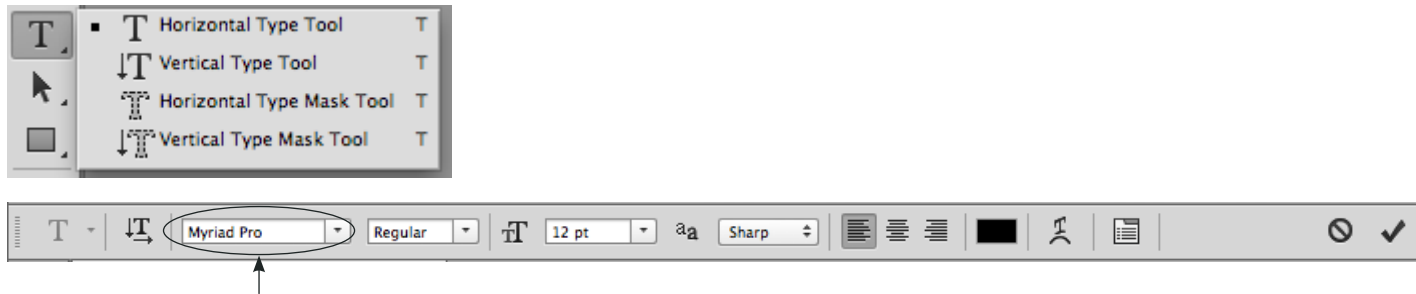 T Horizontal Type Tool T
T Vertical Type Tool T
T Horizontal Type Mask Tool T
T Vertical Type Mask Tool T
T T Myriad Pro Regular TT 12 pt aa Sharp T